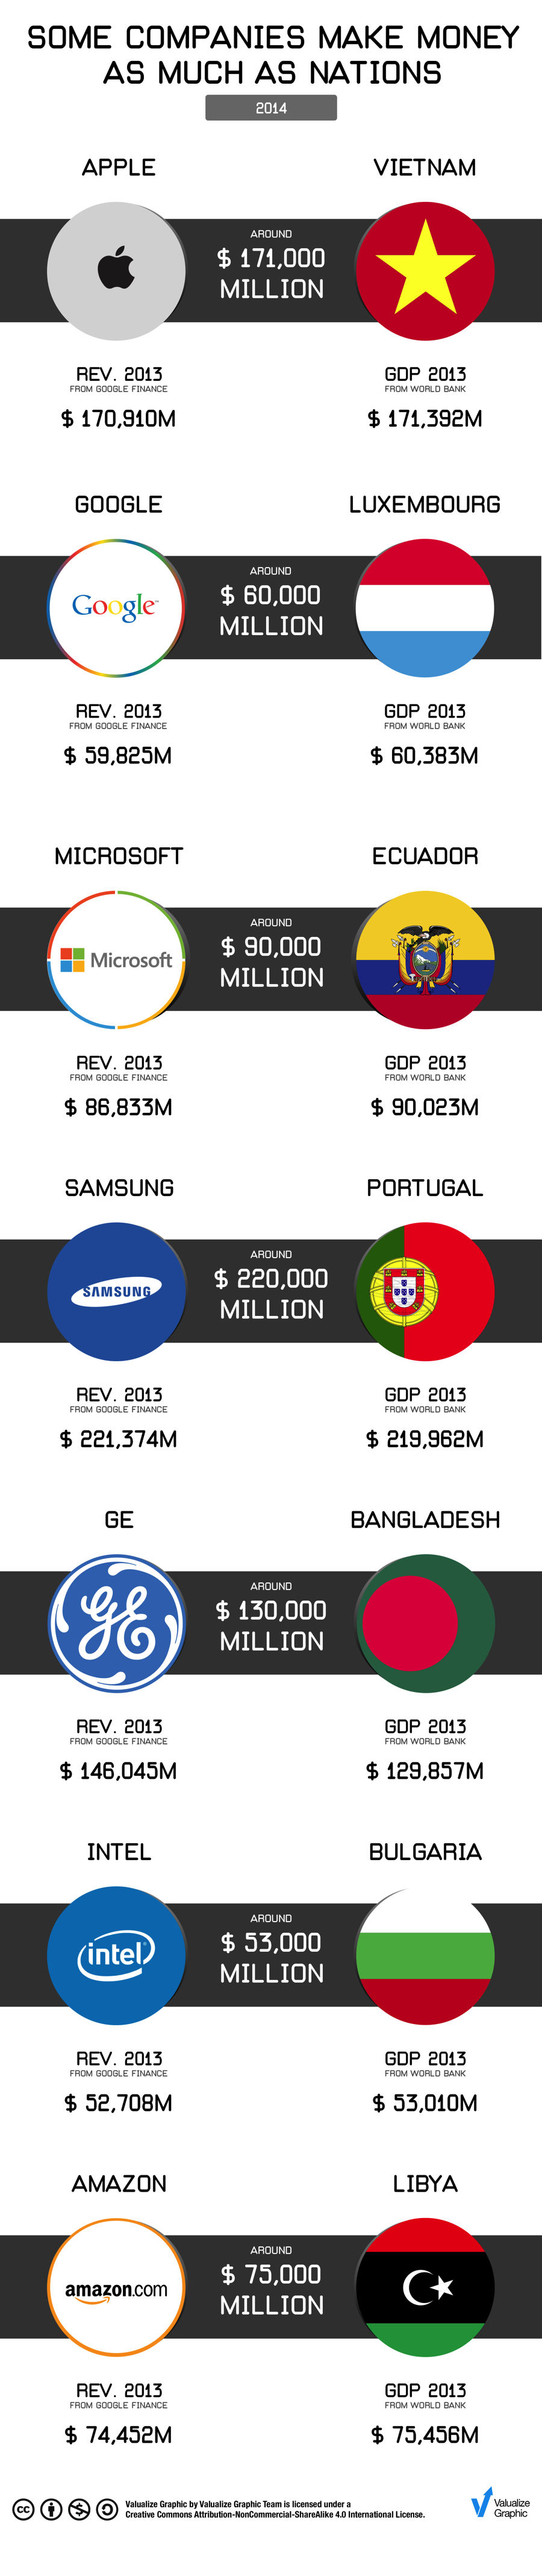 SOME COMPANIES MAKE MONEY
AS MUCH AS NATIONS
2014
APPLE
VIETNAM
AROUND
$ 171,000
MILLION
REV. 2013
FROM GOOGLE FINANCE
$ 170,910M
GDP 2013
FROM WORLD BANK
$ 171,392M
GOOGLE
LUXEMBOURG
Google™
AROUND
$ 60,000
MILLION
REV. 2013
FROM GOOGLE FINANCE
$ 59,825M
GDP 2013
FROM WORLD BANK
$ 60,383M
MICROSOFT
ECUADOR
Microsoft
AROUND
$ 90,000
MILLION
REV. 2013
FROM GOOGLE FINANCE
$ 86,833M
GDP 2013
FROM WORLD BANK
$ 90,023M
SAMSUNG
PORTUGAL
SAMSUNG
AROUND
$ 220,000
MILLION
REV. 2013
FROM GOOGLE FINANCE
$ 221,374M
GDP 2013
FROM WORLD BANK
$ 219,962M
GE
BANGLADESH
GE
AROUND
$ 130,000
MILLION
REV. 2013
FROM GOOGLE FINANCE
$ 146,045M
GDP 2013
FROM WORLD BANK
$ 129,857M
INTEL
BULGARIA
intel
AROUND
$ 53,000
MILLION
REV. 2013
FROM GOOGLE FINANCE
$ 52,708M
GDP 2013
FROM WORLD BANK
$ 53,010M
AMAZON
LIBYA
amazon.com
AROUND
$ 75,000
MILLION
REV. 2013
FROM GOOGLE FINANCE
$ 74,452M
GDP 2013
FROM WORLD BANK
$ 75,456M
cc
Valualize Graphic by Valualize Graphic Team is licensed under a
Creative Commons Attribution-NonCommercial-ShareAlike 4.0 International License.
Valualize
Graphic